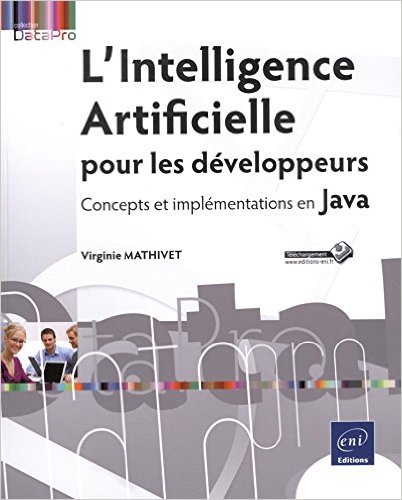 collection
DataPro
L'Intelligence
Artificielle
pour les développeurs
Concepts et implémentations en Java
Virginie MATHIVET
Téléchargement
www.editions-eni.fr
DataPro
eni
Editions